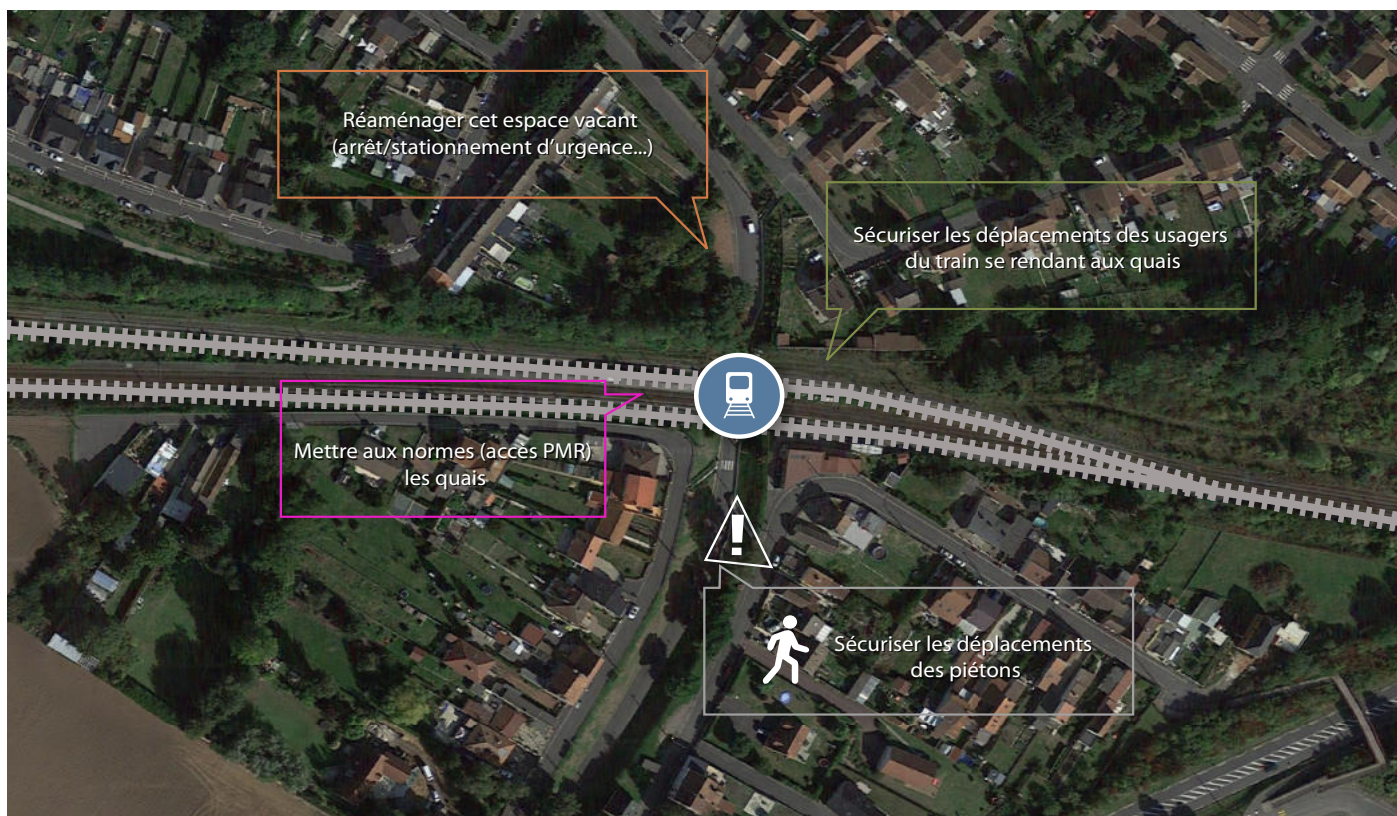 Réaménager cet espace vacant
(arrêt/stationnement d'urgence...)
Sécuriser les déplacements des usagers
du train se rendant aux quais
Mettre aux normes (accès PMR)
les quais
Sécuriser les déplacements
des piétons